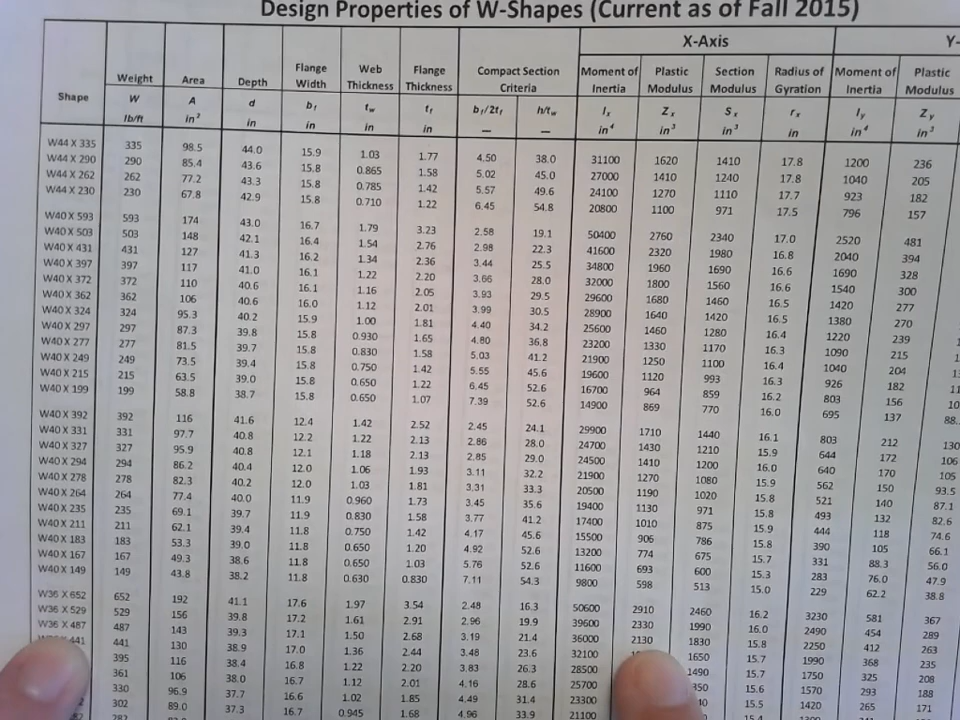 Design Properties of W-Shapes (Current as of Fall 2015)
X-Axis Y-
Shape Weight Area Depth Flange Width Web Thickness Flange Thickness Compact Section Criteria Moment of Inertia Plastic Modulus Section Modulus Radius of Gyration Moment of Inertia Plastic Modulus
W A d b_f t_w t_f b_f/2t_f h/t_w I_x Z_x S_x r_x I_y Z_y
lb/ft in² in in in in — — in⁴ in³ in³ in in⁴ in³
W44 X 335 335 98.5 44.0 15.9 1.03 1.77 4.50 38.0 31100 1620 1410 17.8 1200 236
W44 X 290 290 85.4 43.6 15.8 0.865 1.58 5.02 45.0 27000 1410 1240 17.8 1040 205
W44 X 262 262 77.2 43.3 15.8 0.785 1.42 5.57 49.6 24100 1270 1110 17.7 923 182
W44 X 230 230 67.8 42.9 15.8 0.710 1.22 6.45 54.8 20800 1100 971 17.5 796 157
W40 X 593 593 174 43.0 16.7 1.79 3.23 2.58 19.1 50400 2760 2340 17.0 2520 481
W40 X 503 503 148 42.1 16.4 1.54 2.76 2.98 22.3 41600 2320 1980 16.8 2040 394
W40 X 431 431 127 41.3 16.2 1.34 2.36 3.44 25.5 34800 1960 1690 16.6 1690 328
W40 X 397 397 117 41.0 16.1 1.22 2.20 3.66 28.0 32000 1800 1560 16.6 1540 300
W40 X 372 372 110 40.6 16.1 1.16 2.05 3.93 29.5 29600 1680 1460 16.5 1420 277
W40 X 362 362 106 40.6 16.0 1.12 2.01 3.99 30.5 28900 1640 1420 16.5 1380 270
W40 X 324 324 95.3 40.2 15.9 1.00 1.81 4.40 34.2 25600 1460 1280 16.4 1220 239
W40 X 297 297 87.3 39.8 15.8 0.930 1.65 4.80 36.8 23200 1330 1170 16.3 1090 215
W40 X 277 277 81.5 39.7 15.8 0.830 1.58 5.03 41.2 21900 1250 1100 16.4 1040 204
W40 X 249 249 73.5 39.4 15.8 0.750 1.42 5.55 45.6 19600 1120 993 16.3 926 182
W40 X 215 215 63.5 39.0 15.8 0.650 1.22 6.45 52.6 16700 964 859 16.2 803 156
W40 X 199 199 58.8 38.7 15.8 0.650 1.07 7.39 52.6 14900 869 770 16.0 695 137 88.
W40 X 392 392 116 41.6 12.4 1.42 2.52 2.45 24.1 29900 1710 1440 16.1 803 212 130
W40 X 331 331 97.7 40.8 12.2 1.22 2.13 2.86 28.0 24700 1430 1210 15.9 644 172 106
W40 X 327 327 95.9 40.8 12.1 1.18 2.13 2.85 29.0 24500 1410 1200 16.0 640 170 105
W40 X 294 294 86.2 40.4 12.0 1.06 1.93 3.11 32.2 21900 1270 1080 15.9 562 150 93.5
W40 X 278 278 82.3 40.2 12.0 1.03 1.81 3.31 33.3 20500 1190 1020 15.8 521 140 87.1
W40 X 264 264 77.4 40.0 11.9 0.960 1.73 3.45 35.6 19400 1130 971 15.8 493 132 82.6
W40 X 235 235 69.1 39.7 11.9 0.830 1.58 3.77 41.2 17400 1010 875 15.9 444 118 74.6
W40 X 211 211 62.1 39.4 11.8 0.750 1.42 4.17 45.6 15500 906 786 15.8 390 105 66.1
W40 X 183 183 53.3 39.0 11.8 0.650 1.20 4.92 52.6 13200 774 675 15.7 331 88.3 56.0
W40 X 167 167 49.3 38.6 11.8 0.650 1.03 5.76 52.6 11600 693 600 15.3 283 76.0 47.9
W40 X 149 149 43.8 38.2 11.8 0.630 0.830 7.11 54.3 9800 598 513 15.0 229 62.2 38.8
W36 X 652 652 192 41.1 17.6 1.97 3.54 2.48 16.3 50600 2910 2460 16.2 3230 581 367
W36 X 529 529 156 39.8 17.2 1.61 2.91 2.96 19.9 39600 2330 1990 16.0 2490 454 289
W36 X 487 487 143 39.3 17.1 1.50 2.68 3.19 21.4 36000 2130 1830 15.8 2250 412 263
441 441 130 38.9 17.0 1.36 2.44 3.48 23.6 32100 1650 15.7 1990 368 235
395 116 38.4 16.8 1.22 2.20 3.83 26.3 28500 1490 15.7 1750 325 208
361 106 38.0 16.7 1.12 2.01 4.16 28.6 25700 350 15.6 1570 293 188
330 96.9 37.7 16.6 1.02 1.85 4.49 31.4 23300 15.5 1420 265 171
302 89.0 37.3 16.7 0.945 1.68 4.96 33.9 21100 15.4